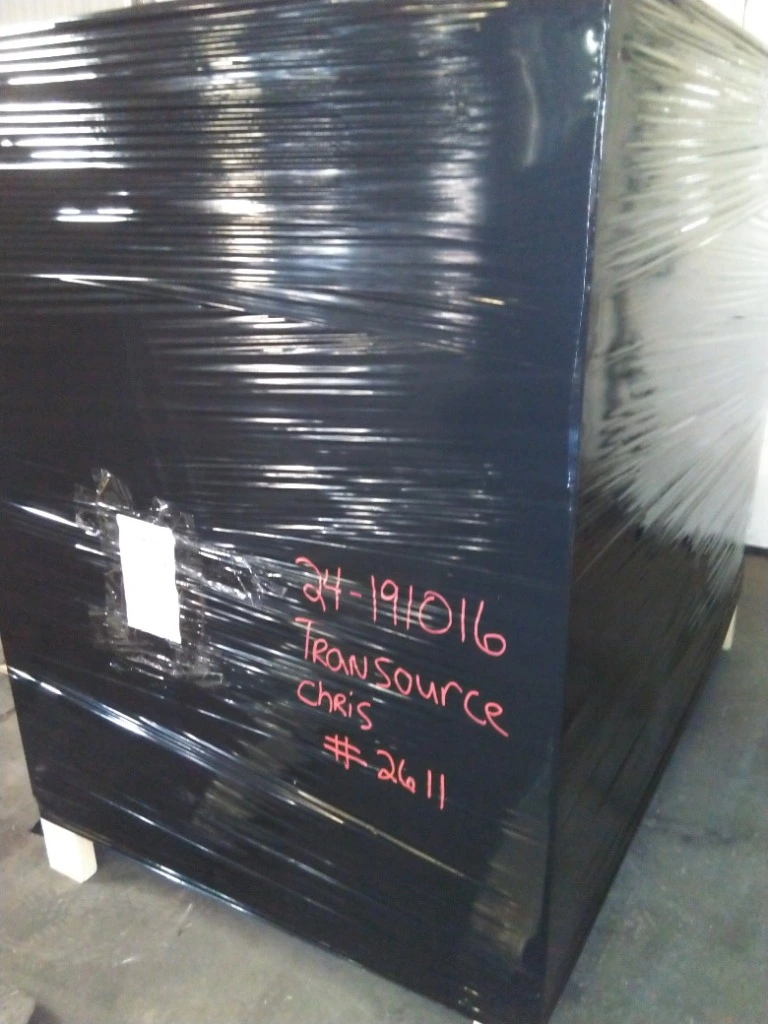 24-191016
TRANSOURCE
Chris
# 2611